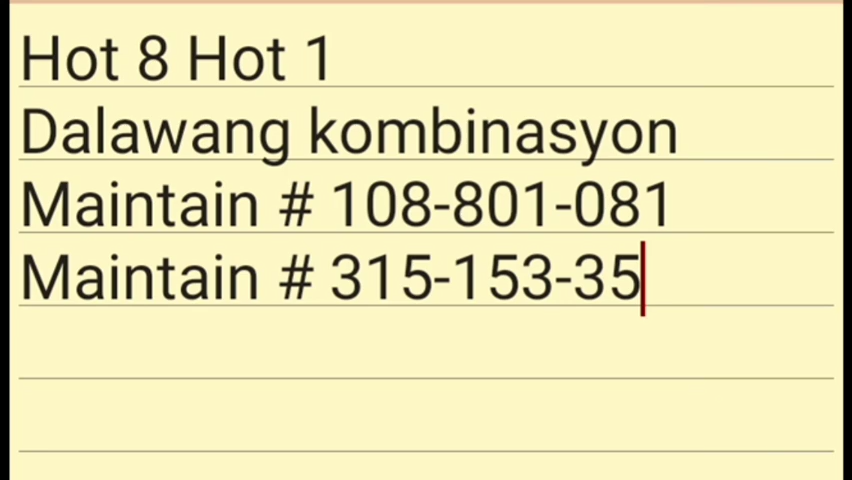 Hot 8 Hot 1
Dalawang kombinasyon
Maintain # 108-801-081
Maintain # 315-153-35